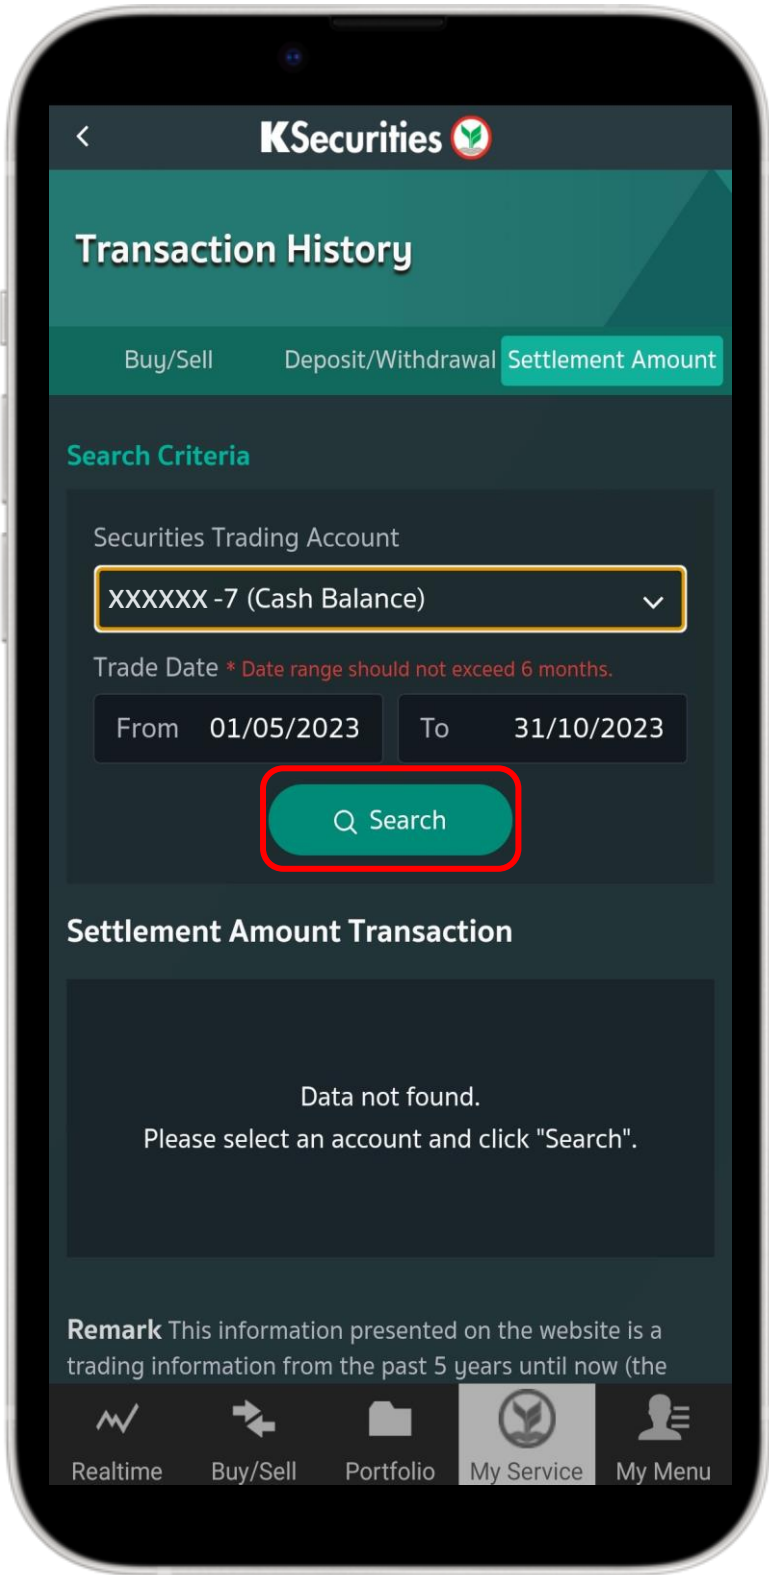 KSecurities
Transaction History
Buy/Sell Deposit/Withdrawal Settlement Amount
Search Criteria
Securities Trading Account
XXXXXX -7 (Cash Balance)
Trade Date * Date range should not exceed 6 months.
From 01/05/2023 To 31/10/2023
Search
Settlement Amount Transaction
Data not found.
Please select an account and click "Search".
Remark This information presented on the website is a
trading information from the past 5 years until now (the
Realtime Buy/Sell Portfolio My Service My Menu